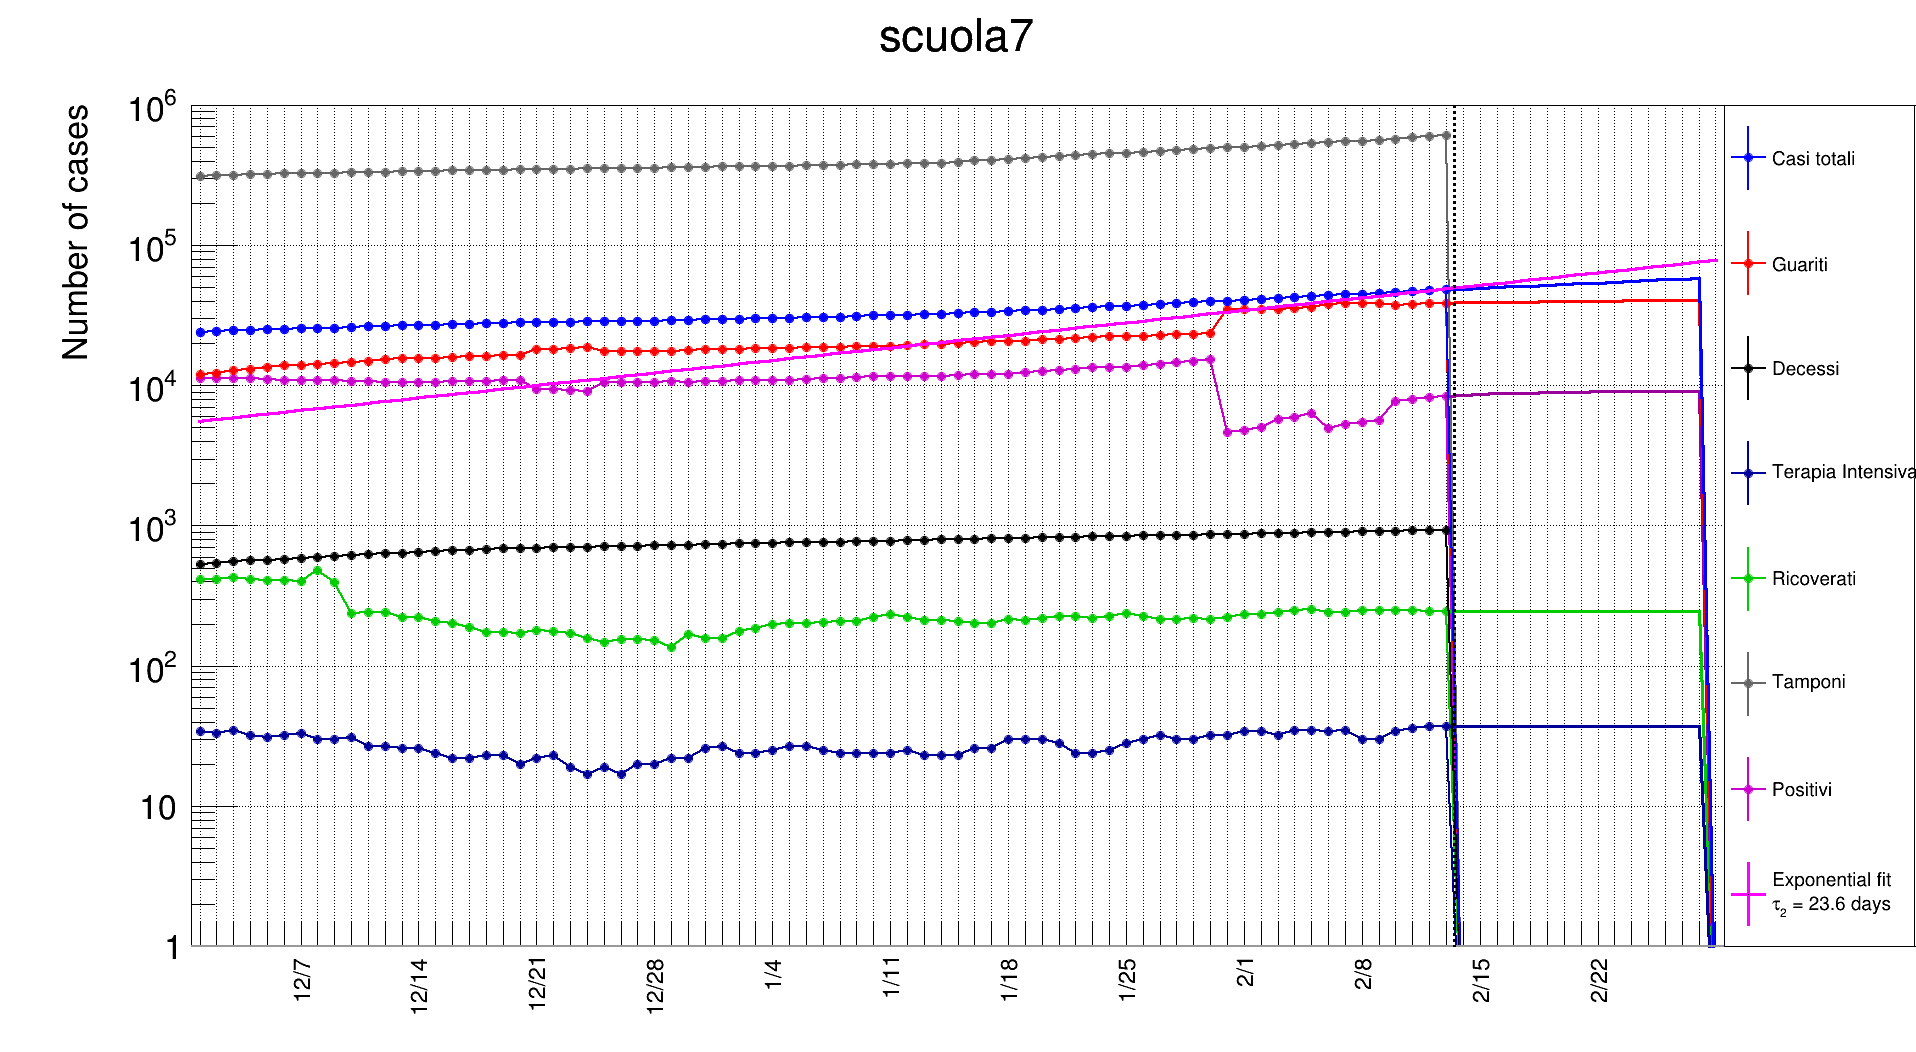 scuola7
Number of cases
10^6
10^5
10^4
10^3
10^2
10
1
12/7
12/14
12/21
12/28
1/4
1/11
1/18
1/25
2/1
2/8
2/15
2/22
Casi totali
Guariti
Decessi
Terapia Intensiva
Ricoverati
Tamponi
Positivi
Exponential fit
τ_2 = 23.6 days